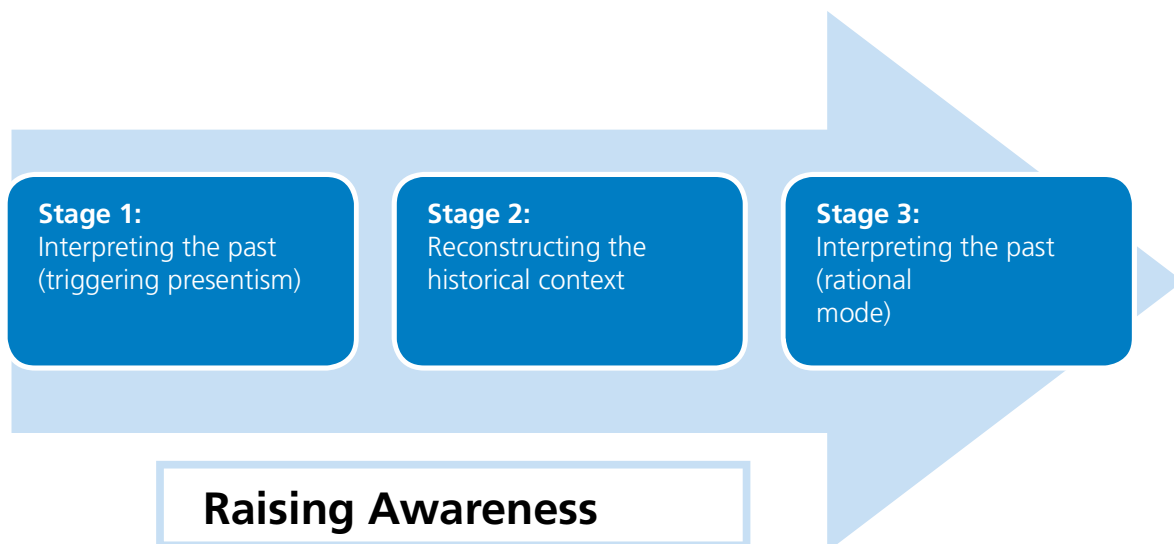 Stage 1:
Interpreting the past
(triggering presentism)
Stage 2:
Reconstructing the
historical context
Stage 3:
Interpreting the past
(rational
mode)
Raising Awareness